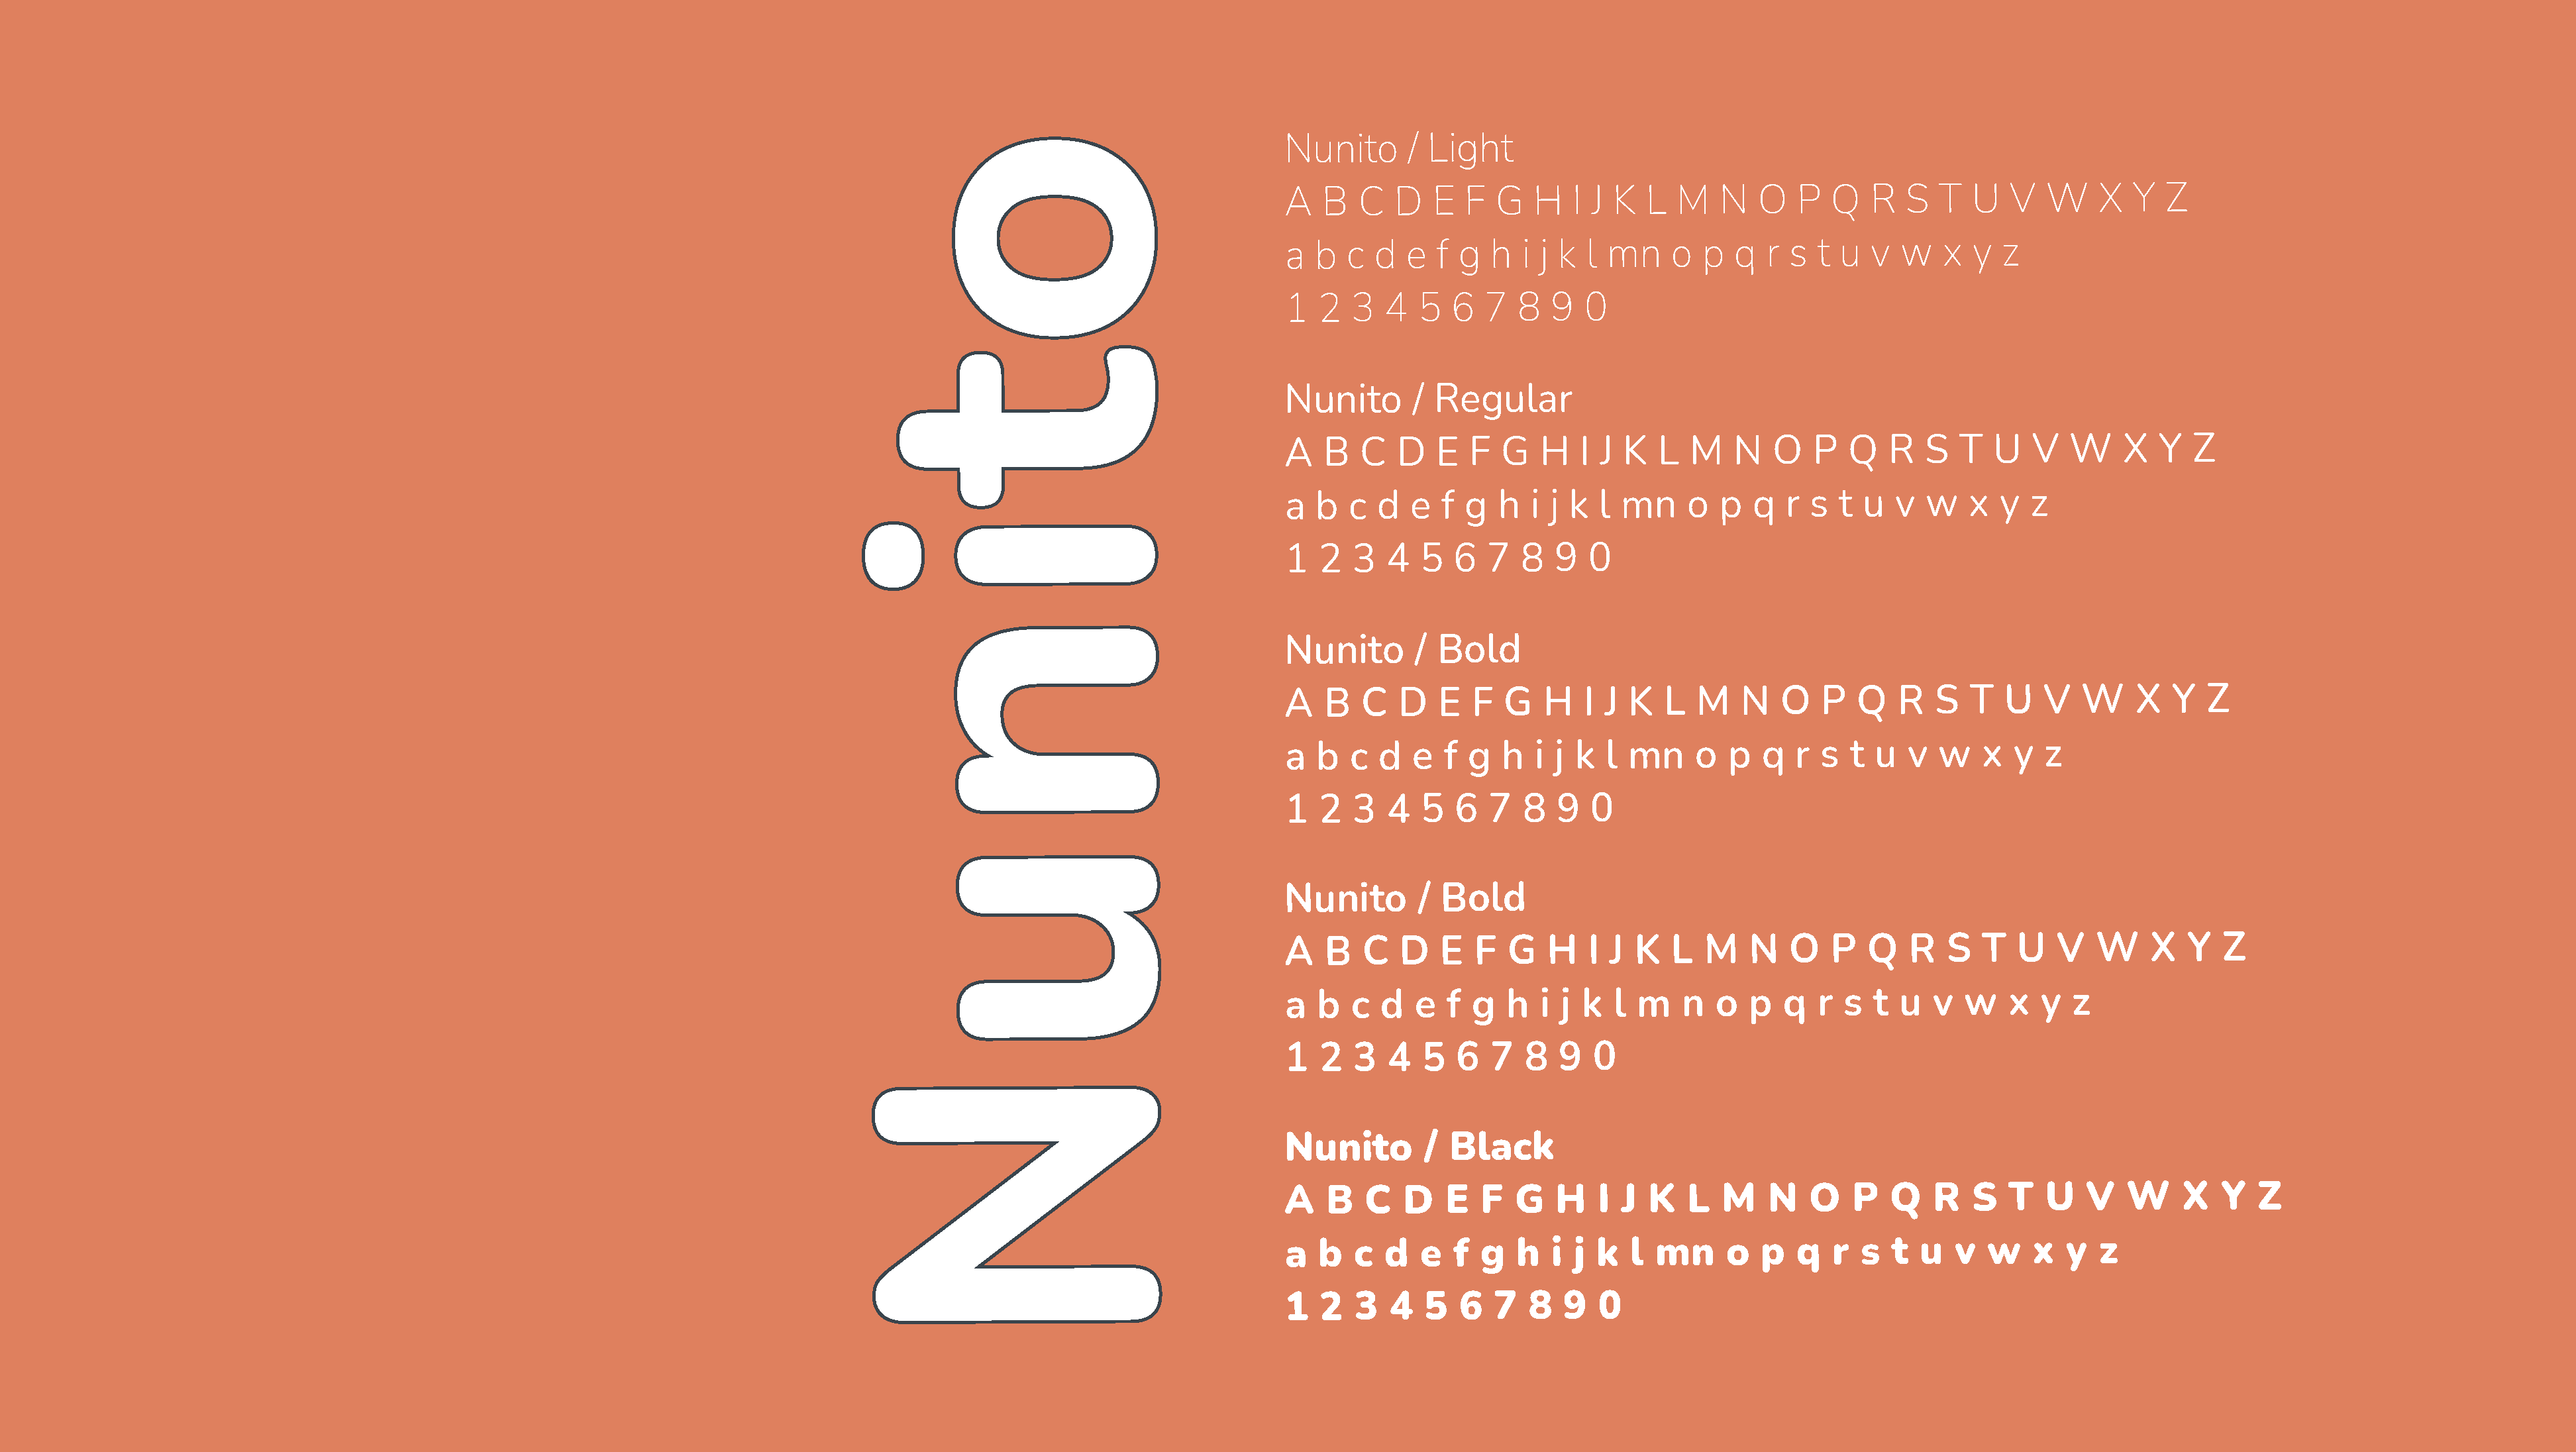 Nunito
Nunito / Light
A B C D E F G H I J K L M N O P Q R S T U V W X Y Z
a b c d e f g h i j k l mn o p q r s t u v w x y z
1 2 3 4 5 6 7 8 9 0
Nunito / Regular
A B C D E F G H I J K L M N O P Q R S T U V W X Y Z
a b c d e f g h i j k l mn o p q r s t u v w x y z
1 2 3 4 5 6 7 8 9 0
Nunito / Bold
A B C D E F G H I J K L M N O P Q R S T U V W X Y Z
a b c d e f g h i j k l mn o p q r s t u v w x y z
1 2 3 4 5 6 7 8 9 0
Nunito / Bold
A B C D E F G H I J K L M N O P Q R S T U V W X Y Z
a b c d e f g h i j k l m n o p q r s t u v w x y z
1 2 3 4 5 6 7 8 9 0
Nunito / Black
A B C D E F G H I J K L M N O P Q R S T U V W X Y Z
a b c d e f g h i j k l mn o p q r s t u v w x y z
1 2 3 4 5 6 7 8 9 0